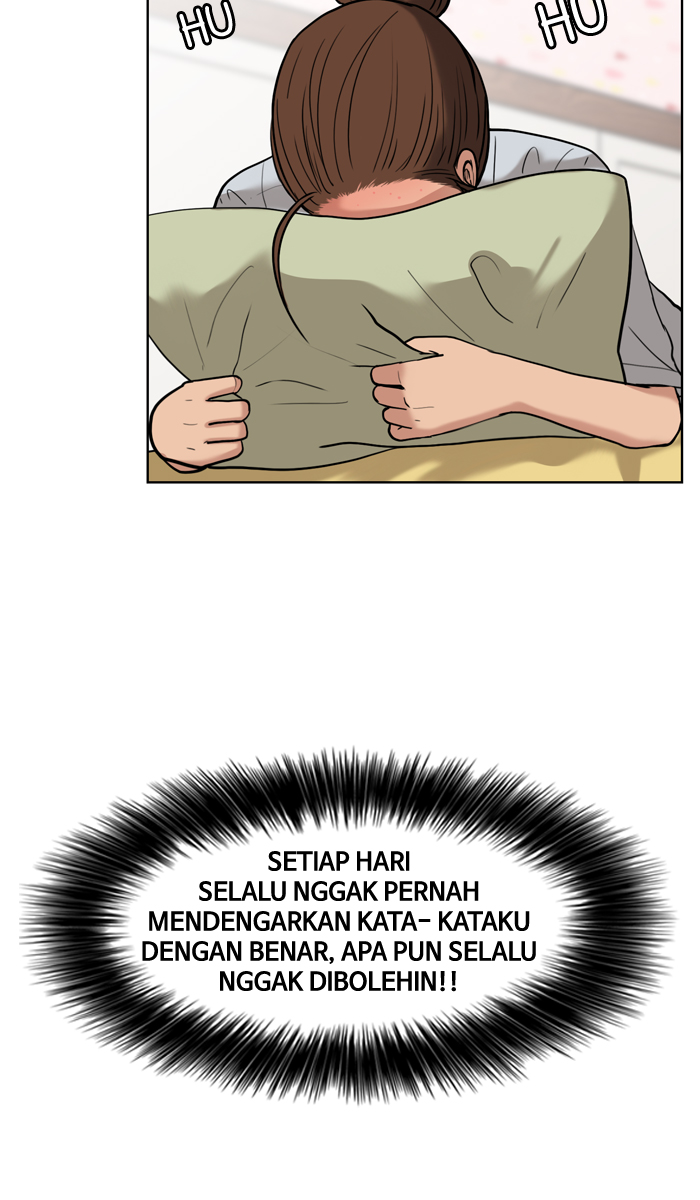 HU
HU
SETIAP HARI
SELALU NGGAK PERNAH
MENDENGARKAN KATA- KATAKU
DENGAN BENAR, APA PUN SELALU
NGGAK DIBOLEHIN!!